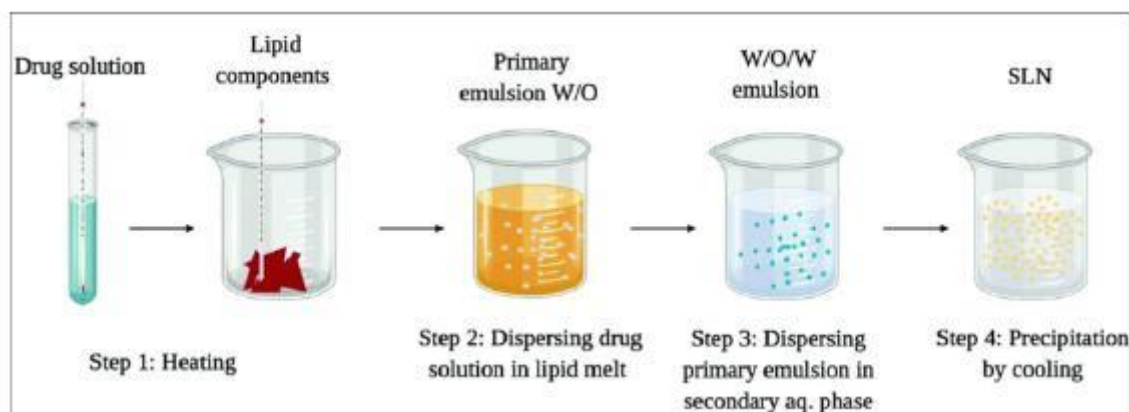 Drug solution
Lipid
components
Primary
emulsion W/O
W/O/W
emulsion
SLN
Step 1: Heating
Step 2: Dispersing drug
solution in lipid melt
Step 3: Dispersing
primary emulsion in
secondary aq. phase
Step 4: Precipitation
by cooling